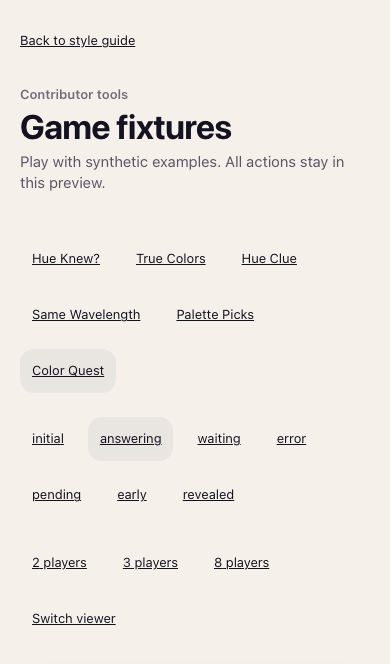 Back to style guide
Contributor tools
Game fixtures
Play with synthetic examples. All actions stay in
this preview.
Hue Knew? True Colors Hue Clue
Same Wavelength Palette Picks
Color Quest
initial answering waiting error
pending early revealed
2 players 3 players 8 players
Switch viewer